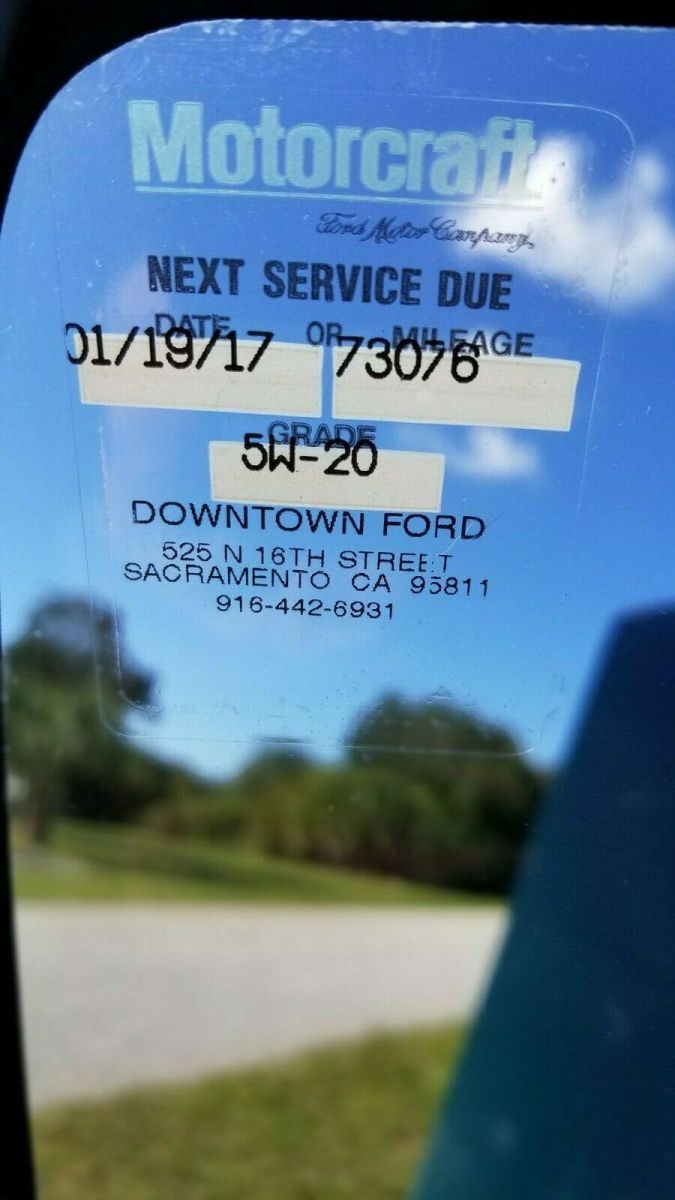 Motorcraft
Ford Motor Company
NEXT SERVICE DUE
DATE OR MILEAGE
01/19/17 73076
GRADE
5W-20
DOWNTOWN FORD
525 N 16TH STREET
SACRAMENTO CA 95811
916-442-6931